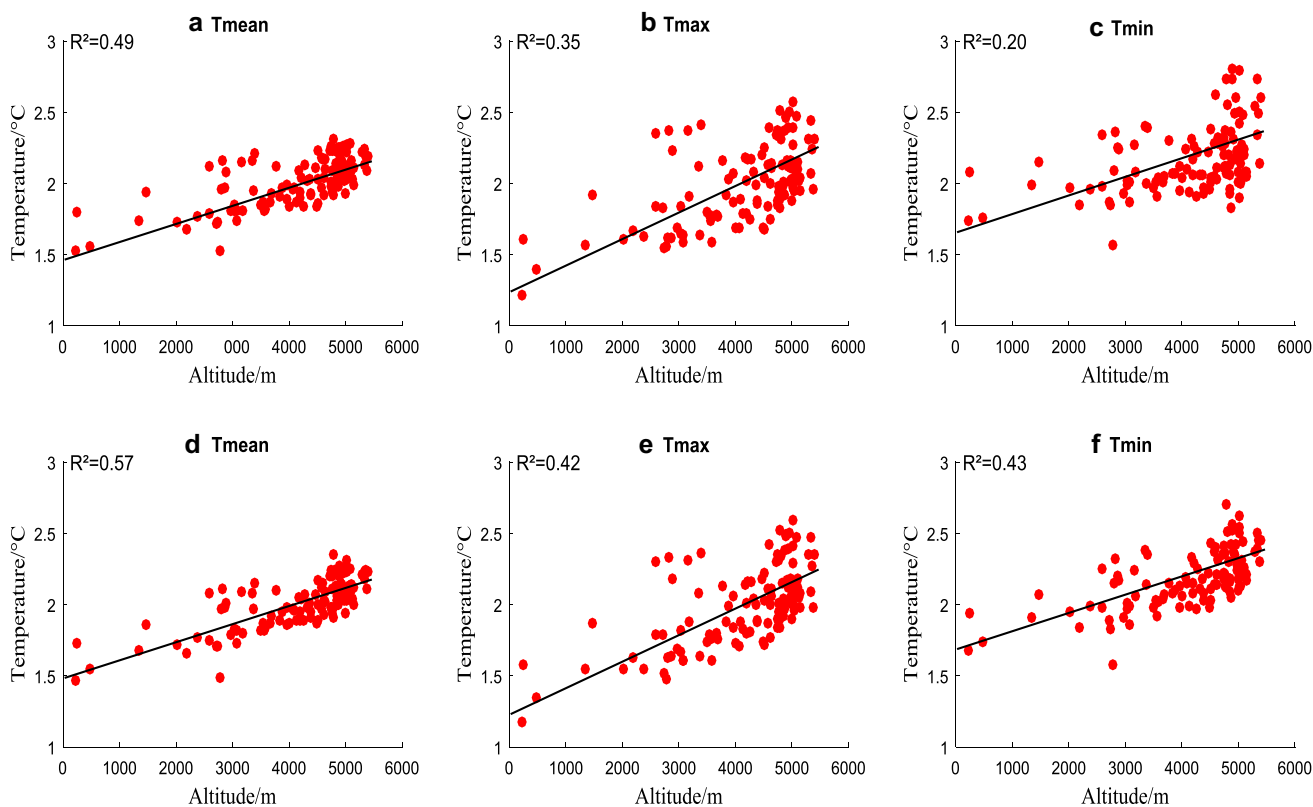 a Tmean
R²=0.49
3
2.5
2
1.5
1
Temperature/°C
0 1000 2000 000 4000 5000 6000
Altitude/m
b Tmax
R²=0.35
3
2.5
2
1.5
1
Temperature/°C
0 1000 2000 3000 4000 5000 6000
Altitude/m
c Tmin
R²=0.20
3
2.5
2
1.5
1
Temperature/°C
0 1000 2000 3000 4000 5000 6000
Altitude/m
d Tmean
R²=0.57
3
2.5
2
1.5
1
Temperature/°C
0 1000 2000 3000 4000 5000 6000
Altitude/m
e Tmax
R²=0.42
3
2.5
2
1.5
1
Temperature/°C
0 1000 2000 3000 4000 5000 6000
Altitude/m
f Tmin
R²=0.43
3
2.5
2
1.5
1
Temperature/°C
0 1000 2000 3000 4000 5000 6000
Altitude/m